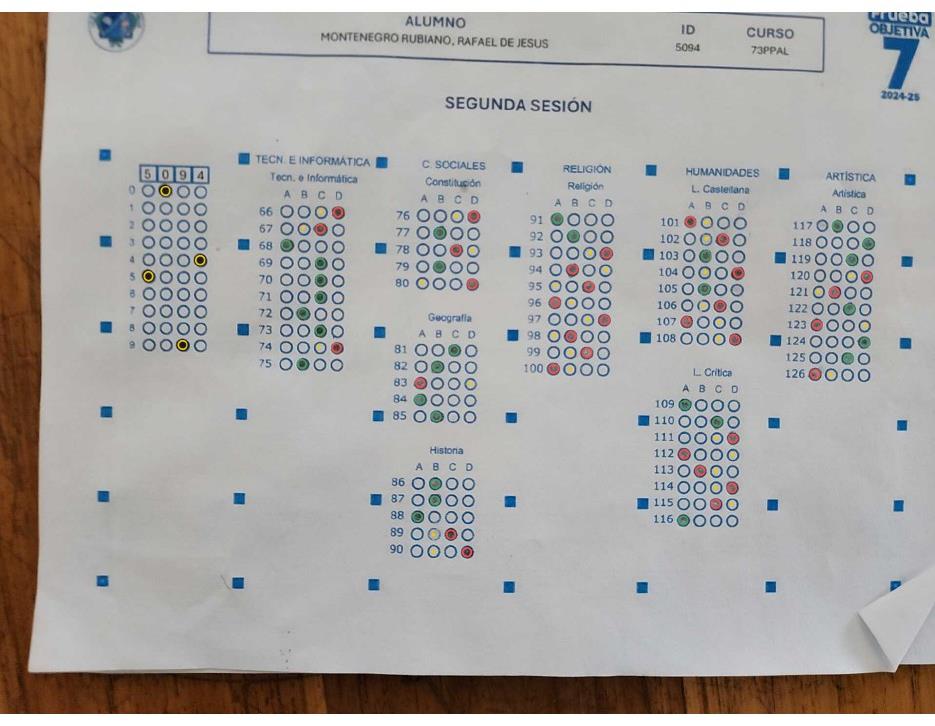 ALUMNO
MONTENEGRO RUBIANO, RAFAEL DE JESUS
ID
5094
CURSO
73PPAL
Prueba
OBJETIVA
7
2024-25
SEGUNDA SESIÓN
5 0 9 4
0
1
2
3
4
5
6
7
8
9
TECN. E INFORMÁTICA
Tecn. e Informática
A B C D
66
67
68
69
70
71
72
73
74
75
C. SOCIALES
Constitución
A B C D
76
77
78
79
80
Geografía
A B C D
81
82
83
84
85
Historia
A B C D
86
87
88
89
90
RELIGIÓN
Religión
A B C D
91
92
93
94
95
96
97
98
99
100
HUMANIDADES
L. Castellana
A B C D
101
102
103
104
105
106
107
108
L. Crítica
A B C D
109
110
111
112
113
114
115
116
ARTÍSTICA
Artística
A B C D
117
118
119
120
121
122
123
124
125
126